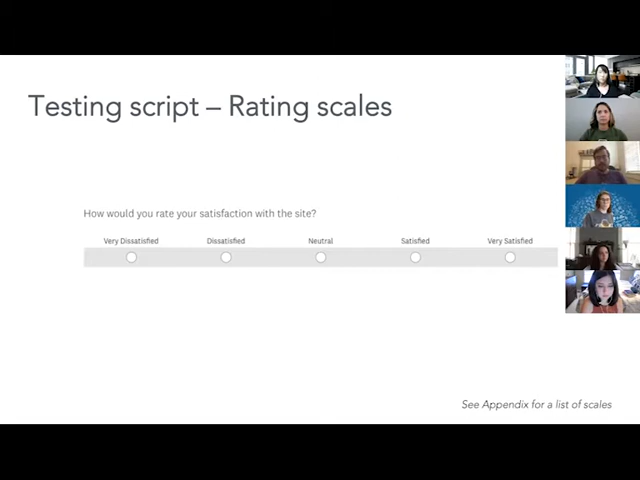 Testing script – Rating scales
How would you rate your satisfaction with the site?
Very Dissatisfied Dissatisfied Neutral Satisfied Very Satisfied
See Appendix for a list of scales